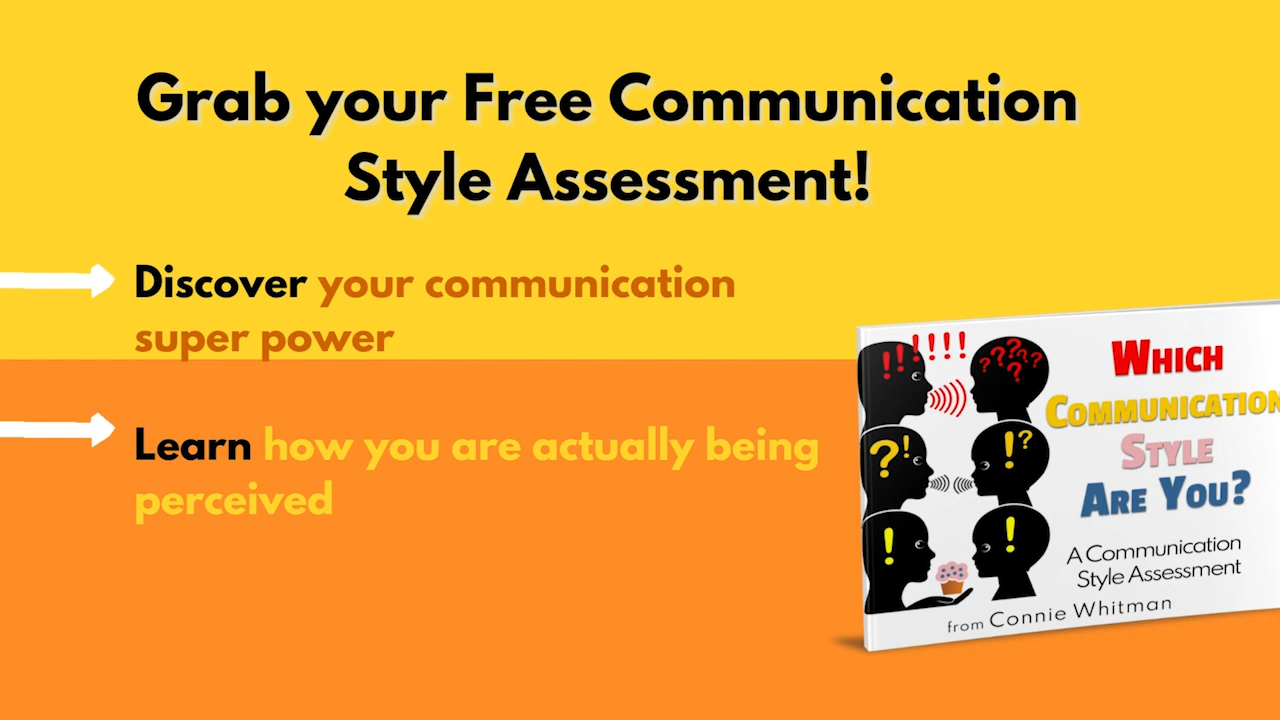 Grab your Free Communication
Style Assessment!
Discover your communication
super power
Learn how you are actually being
perceived
!!!!!!
????
?
WHICH
COMMUNICATION
STYLE
ARE YOU?
?! !?
! !
A Communication
Style Assessment
from Connie Whitman